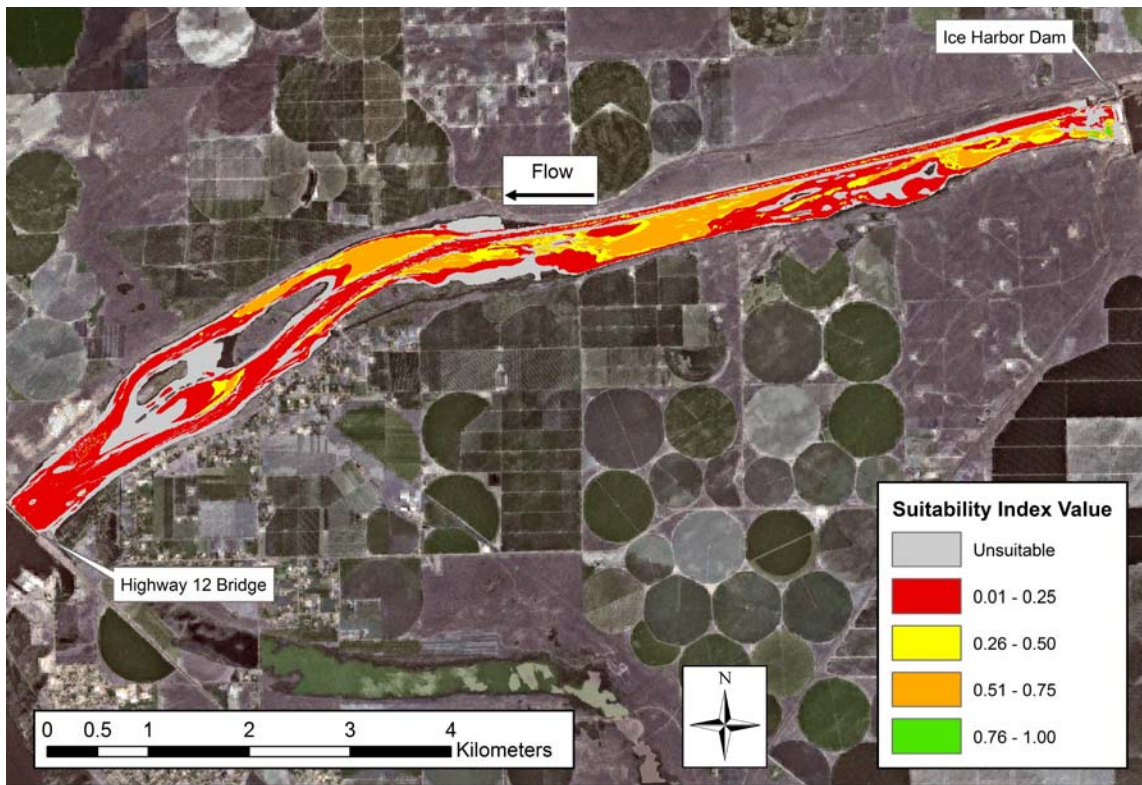 Ice Harbor Dam
Flow
Highway 12 Bridge
Suitability Index Value
Unsuitable
0.01 - 0.25
0.26 - 0.50
0.51 - 0.75
0.76 - 1.00
N
0 0.5 1 2 3 4
Kilometers